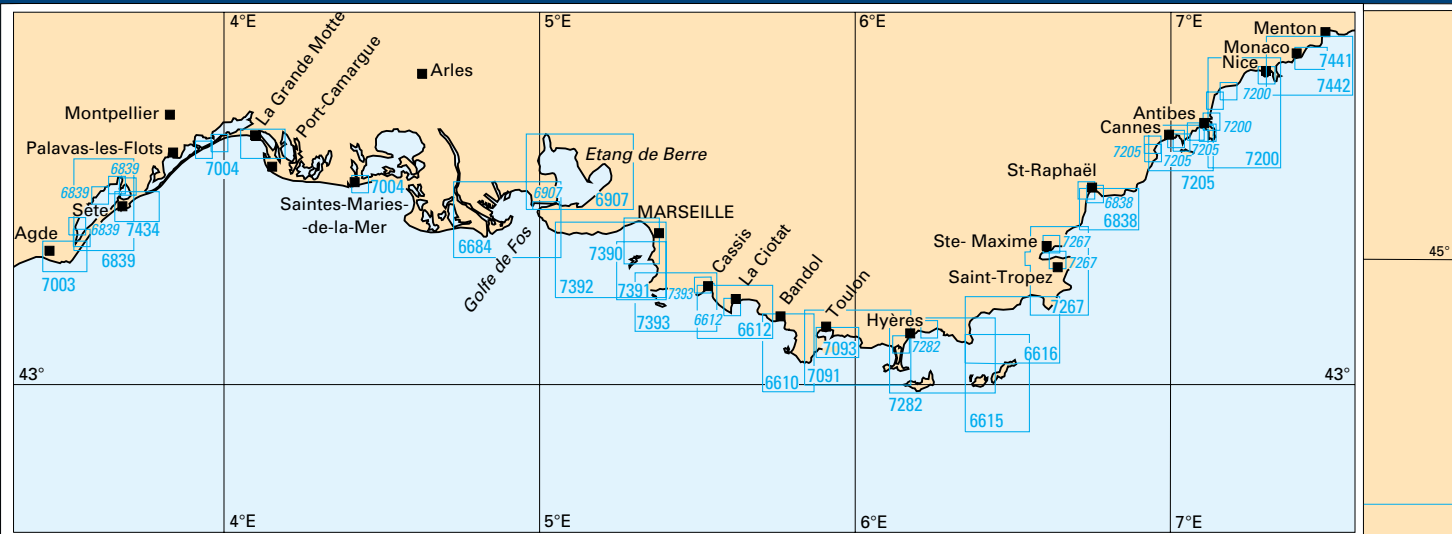 4°E
5°E
6°E
7°E
Menton
Monaco
Nice
7441
7442
7200
La Grande Motte
Port-Camargue
Arles
Montpellier
Palavas-les-Flots
7004
Antibes
Cannes
7200
7205
7205
7205
7200
7205
Etang de Berre
6907
6907
6839
6839
Sète
6839
7434
6839
Agde
7003
7004
Saintes-Maries-
-de-la-Mer
6684
Golfe de Fos
MARSEILLE
7390
7392
7391
7393
Cassis
7393
La Ciotat
6612
6612
Bandol
6610
Toulon
7093
7091
Hyères
7282
7282
St-Raphaël
6838
6838
Ste- Maxime
7267
7267
Saint-Tropez
7267
6616
6615
45°
43°
43°
4°E
5°E
6°E
7°E